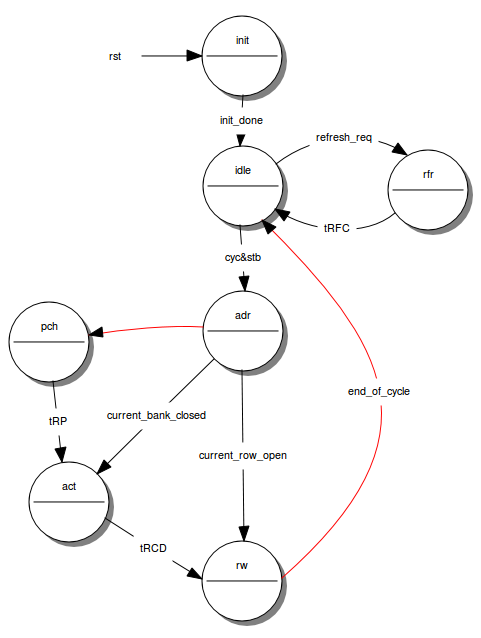 init
rst
init_done
refresh_req
idle
rfr
tRFC
cyc&stb
adr
pch
end_of_cycle
current_bank_closed
tRP
current_row_open
act
tRCD
rw